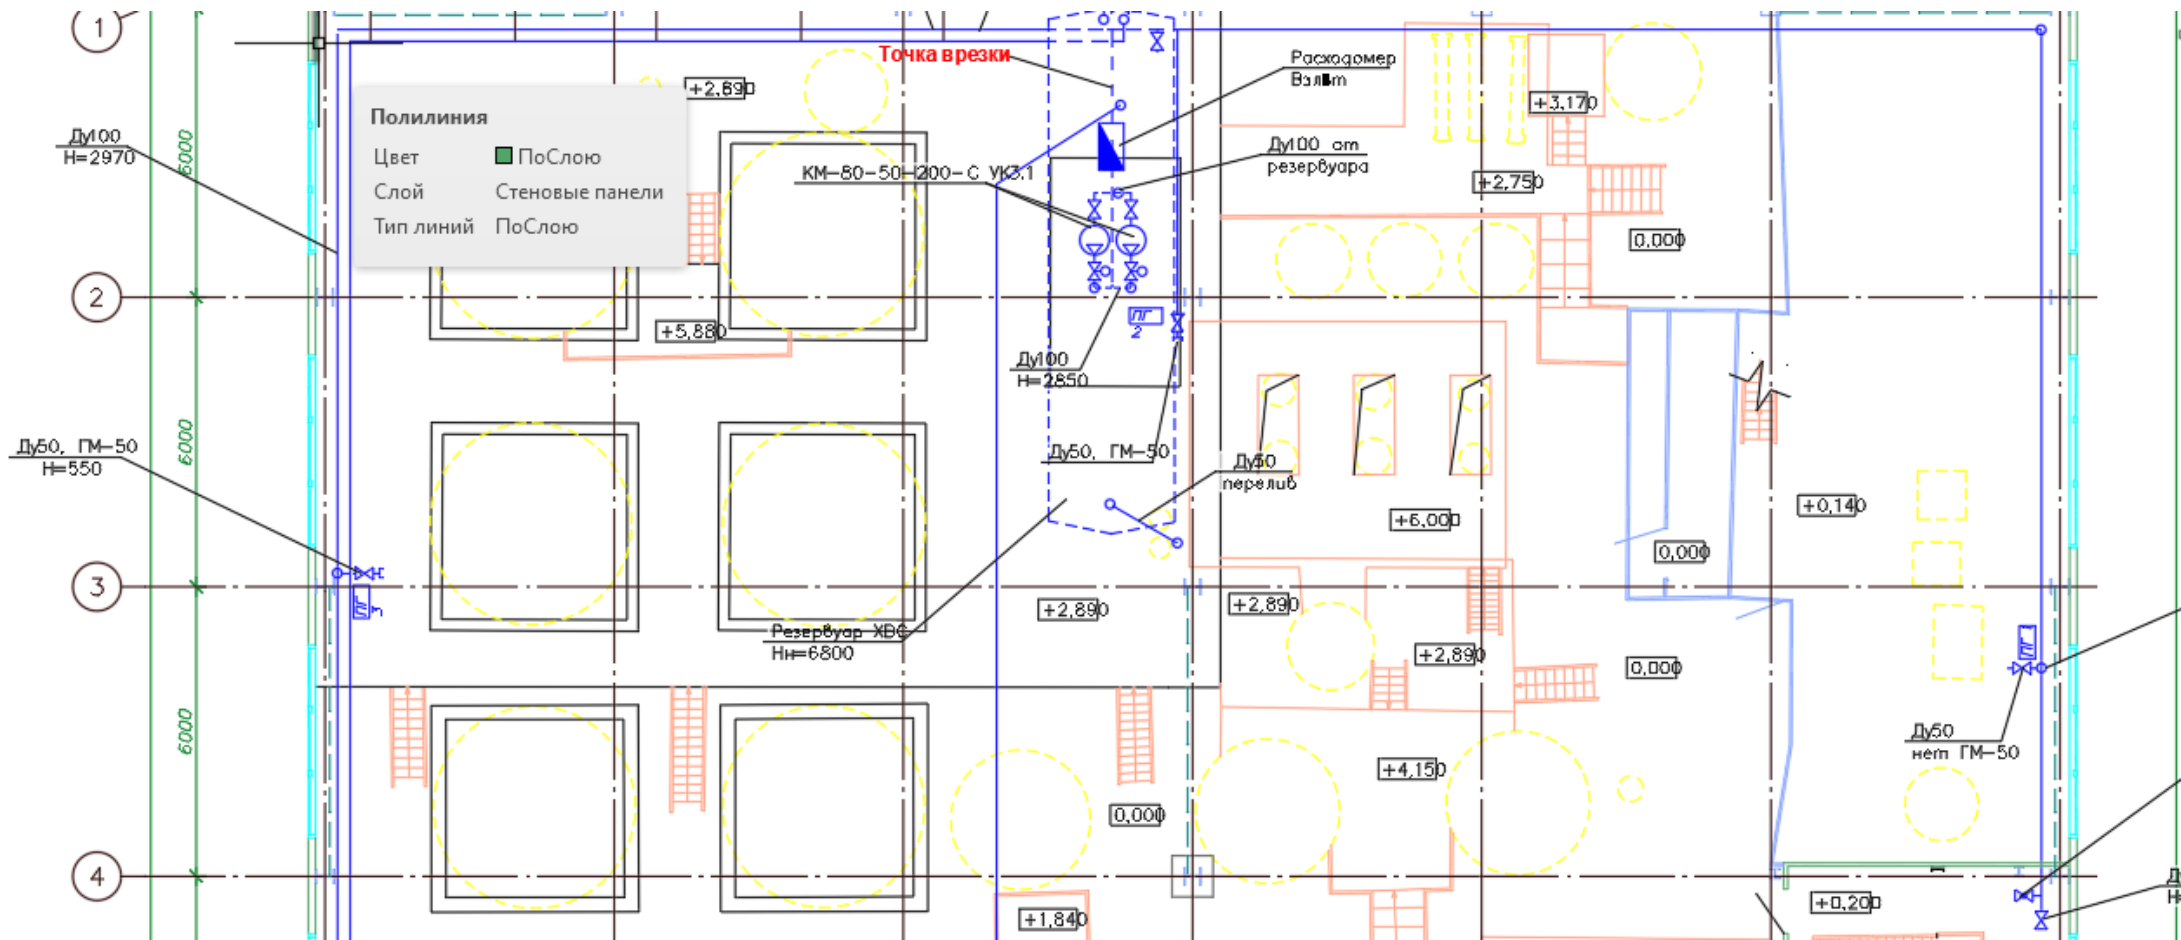 1
Точка врезки
Расходомер
+2,890
+3,170
Полилиния
Цвет ПоСлою
Слой Стеновые панели
Тип линий ПоСлою
Ду100
Н=2970
6000
КМ-80-50-200-С УК3.1
Ду100 от
резервуара
+2,750
0,000
2
+5,880
ПГ
2
Ду100
Н=2850
Ду50, ГМ-50
Н=550
6000
Ду50, ГМ-50
Ду50
перелив
+6,000
+0,140
0,000
3
ПГ
3
+2,890
+2,890
Резервуар ХВС
Нн=6800
+2,890
0,000
ПГ 1
6000
Ду50
нет ГМ-50
+4,150
0,000
4
+1,840
+0,200